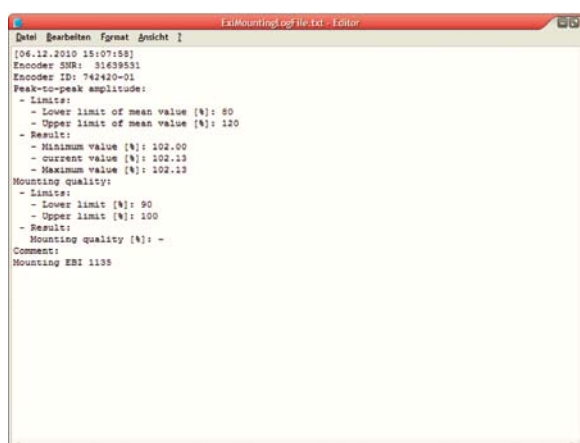 ExiMountingLogFile.txt - Editor
Datei Bearbeiten Format Ansicht ?
[06.12.2010 15:07:58]
Encoder SNR: 31639531
Encoder ID: 742420-01
Peak-to-peak amplitude:
- Limits:
- Lower limit of mean value [%]: 80
- Upper limit of mean value [%]: 120
- Result:
- Minimum value [%]: 102.00
- current value [%]: 102.13
- Maximum value [%]: 102.13
Mounting quality:
- Limits:
- Lower limit [%]: 90
- Upper limit [%]: 100
- Result:
Mounting quality [%]: -
Comment:
Mounting EBI 1135